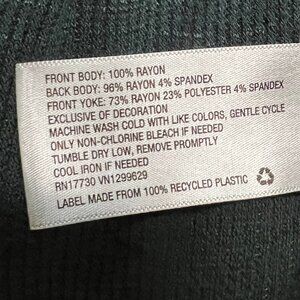 FRONT BODY: 100% RAYON
BACK BODY: 96% RAYON 4% SPANDEX
FRONT YOKE: 73% RAYON 23% POLYESTER 4% SPANDEX
EXCLUSIVE OF DECORATION
MACHINE WASH COLD WITH LIKE COLORS, GENTLE CYCLE
ONLY NON-CHLORINE BLEACH IF NEEDED
TUMBLE DRY LOW, REMOVE PROMPTLY
COOL IRON IF NEEDED
RN17730 VN1299629
LABEL MADE FROM 100% RECYCLED PLASTIC